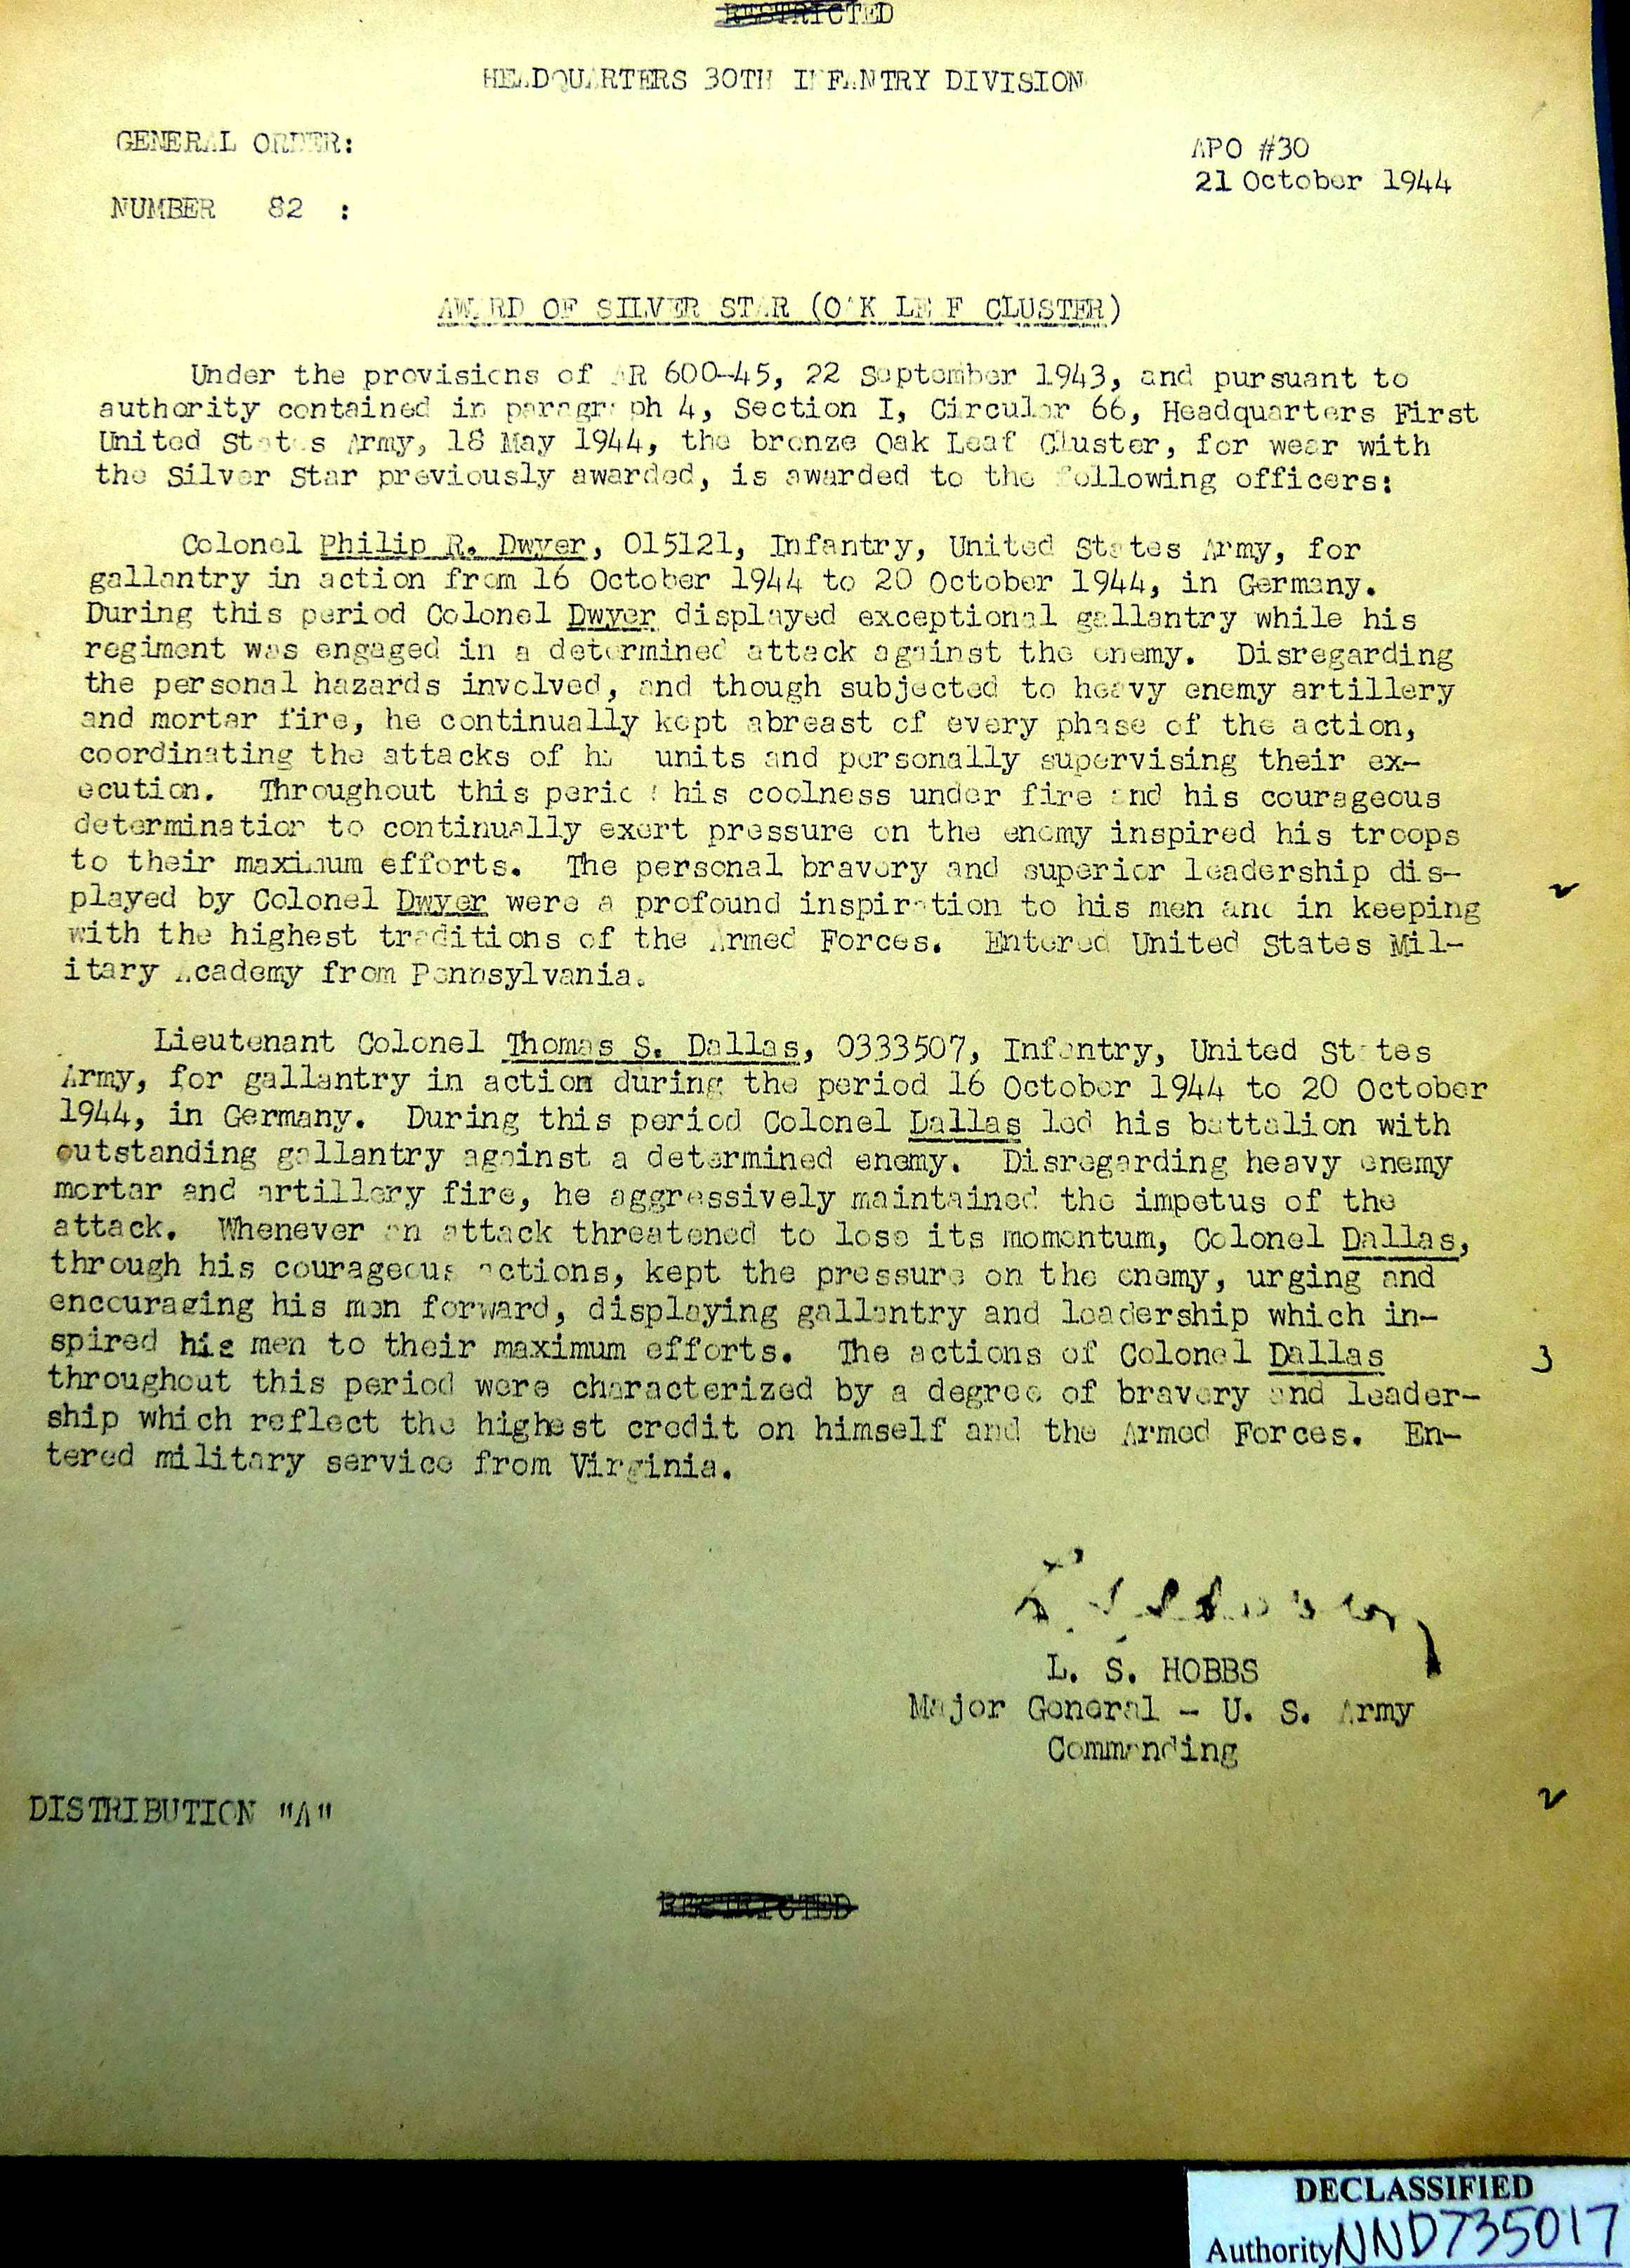 RESTRICTED
HEADQUARTERS 30TH INFANTRY DIVISION
GENERAL ORDER:
APO #30
21 October 1944
NUMBER 82 :
AWARD OF SILVER STAR (OAK LEAF CLUSTER)
Under the provisions of AR 600-45, 22 September 1943, and pursuant to
authority contained in paragraph 4, Section I, Circular 66, Headquarters First
United States Army, 18 May 1944, the bronze Oak Leaf Cluster, for wear with
the Silver Star previously awarded, is awarded to the following officers:
Colonel Philip R. Dwyer, O15121, Infantry, United States Army, for
gallantry in action from 16 October 1944 to 20 October 1944, in Germany.
During this period Colonel Dwyer displayed exceptional gallantry while his
regiment was engaged in a determined attack against the enemy. Disregarding
the personal hazards involved, and though subjected to heavy enemy artillery
and mortar fire, he continually kept abreast of every phase of the action,
coordinating the attacks of his units and personally supervising their ex-
ecution. Throughout this period his coolness under fire and his courageous
determination to continually exert pressure on the enemy inspired his troops
to their maximum efforts. The personal bravery and superior leadership dis-
played by Colonel Dwyer were a profound inspiration to his men and in keeping
with the highest traditions of the Armed Forces. Entered United States Mil-
itary Academy from Pennsylvania.
Lieutenant Colonel Thomas S. Dallas, O333507, Infantry, United States
Army, for gallantry in action during the period 16 October 1944 to 20 October
1944, in Germany. During this period Colonel Dallas led his battalion with
outstanding gallantry against a determined enemy. Disregarding heavy enemy
mortar and artillery fire, he aggressively maintained the impetus of the
attack. Whenever an attack threatened to lose its momentum, Colonel Dallas,
through his courageous actions, kept the pressure on the enemy, urging and
encouraging his men forward, displaying gallantry and leadership which in-
spired his men to their maximum efforts. The actions of Colonel Dallas
3
throughout this period were characterized by a degree of bravery and leader-
ship which reflect the highest credit on himself and the Armed Forces. En-
tered military service from Virginia.
L. S. HOBBS
Major General - U. S. Army
Commanding
DISTRIBUTION "A"
RESTRICTED
DECLASSIFIED
Authority NND735017